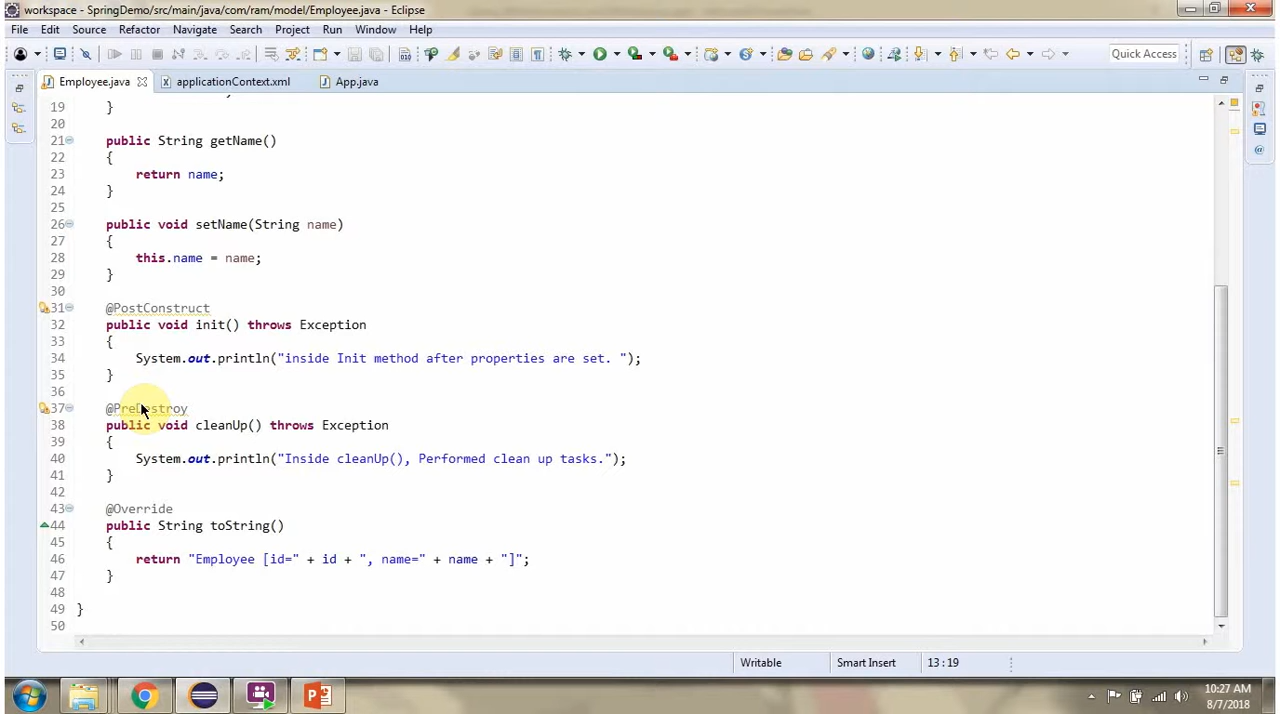 workspace - SpringDemo/src/main/java/com/ram/model/Employee.java - Eclipse
File Edit Source Refactor Navigate Search Project Run Window Help
Quick Access
Employee.java applicationContext.xml App.java
19 }
20
21 public String getName()
22 {
23 return name;
24 }
25
26 public void setName(String name)
27 {
28 this.name = name;
29 }
30
31 @PostConstruct
32 public void init() throws Exception
33 {
34 System.out.println("inside Init method after properties are set. ");
35 }
36
37 @PreDestroy
38 public void cleanUp() throws Exception
39 {
40 System.out.println("Inside cleanUp(), Performed clean up tasks.");
41 }
42
43 @Override
44 public String toString()
45 {
46 return "Employee [id=" + id + ", name=" + name + "]";
47 }
48
49 }
50
Writable Smart Insert 13 : 19
10:27 AM
8/7/2018